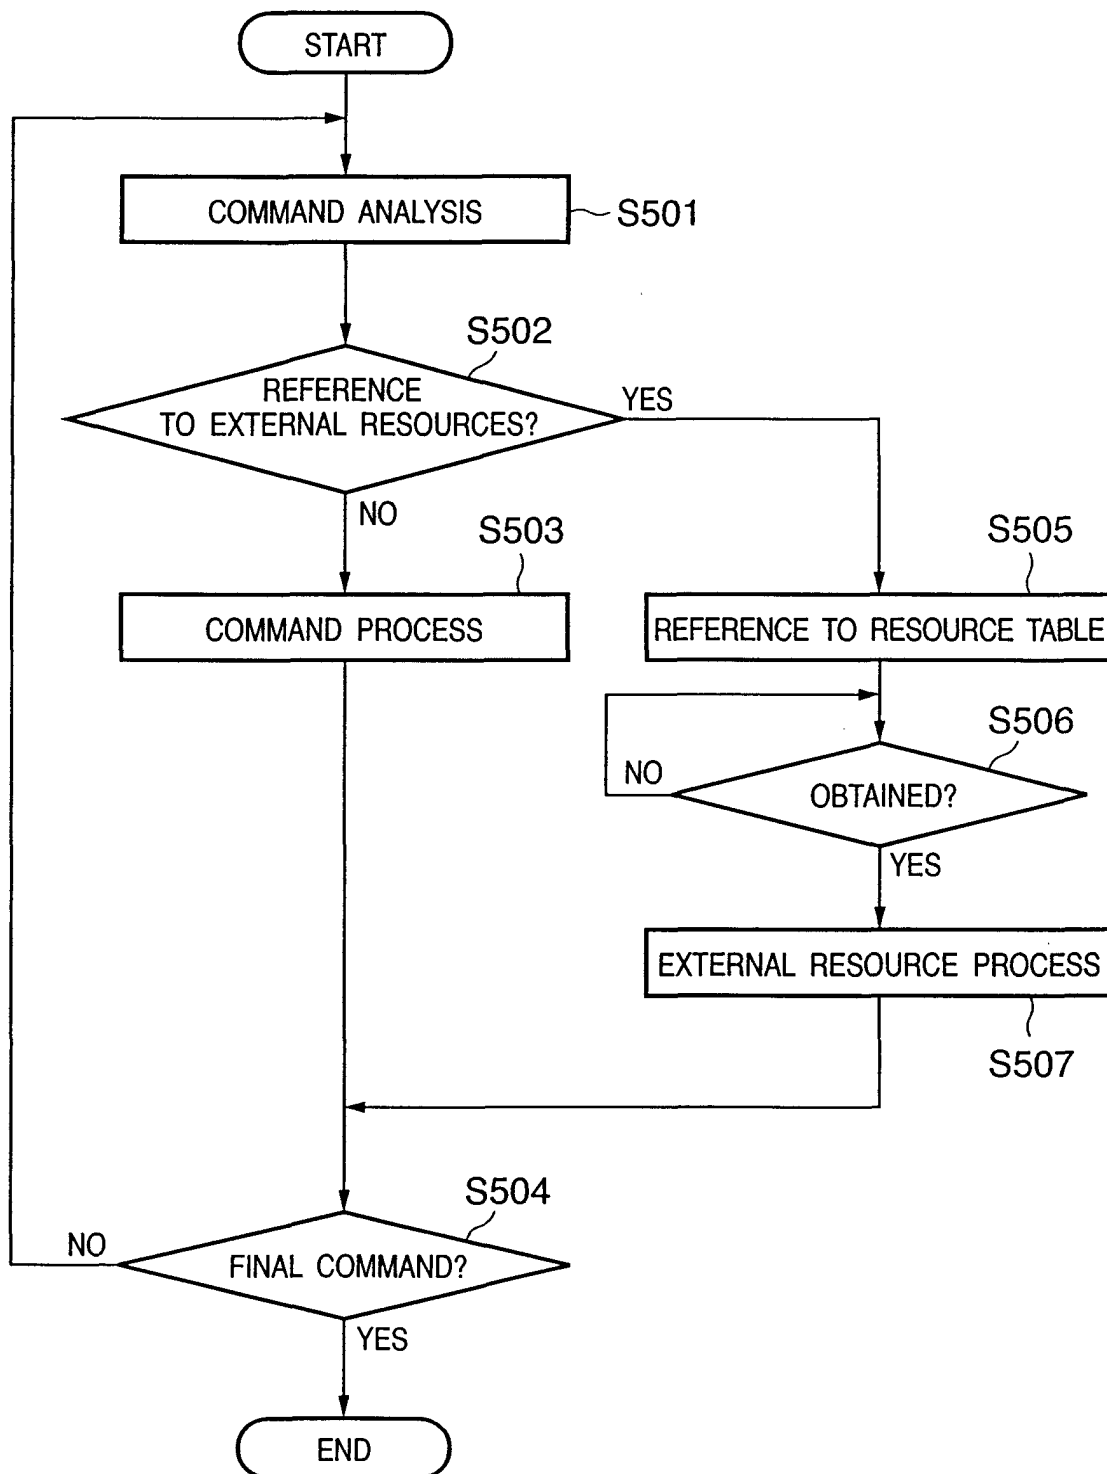 START
COMMAND ANALYSIS
S501
S502
REFERENCE
TO EXTERNAL RESOURCES?
YES
NO
S503
S505
COMMAND PROCESS
REFERENCE TO RESOURCE TABLE
S506
NO
OBTAINED?
YES
EXTERNAL RESOURCE PROCESS
S507
S504
NO
FINAL COMMAND?
YES
END